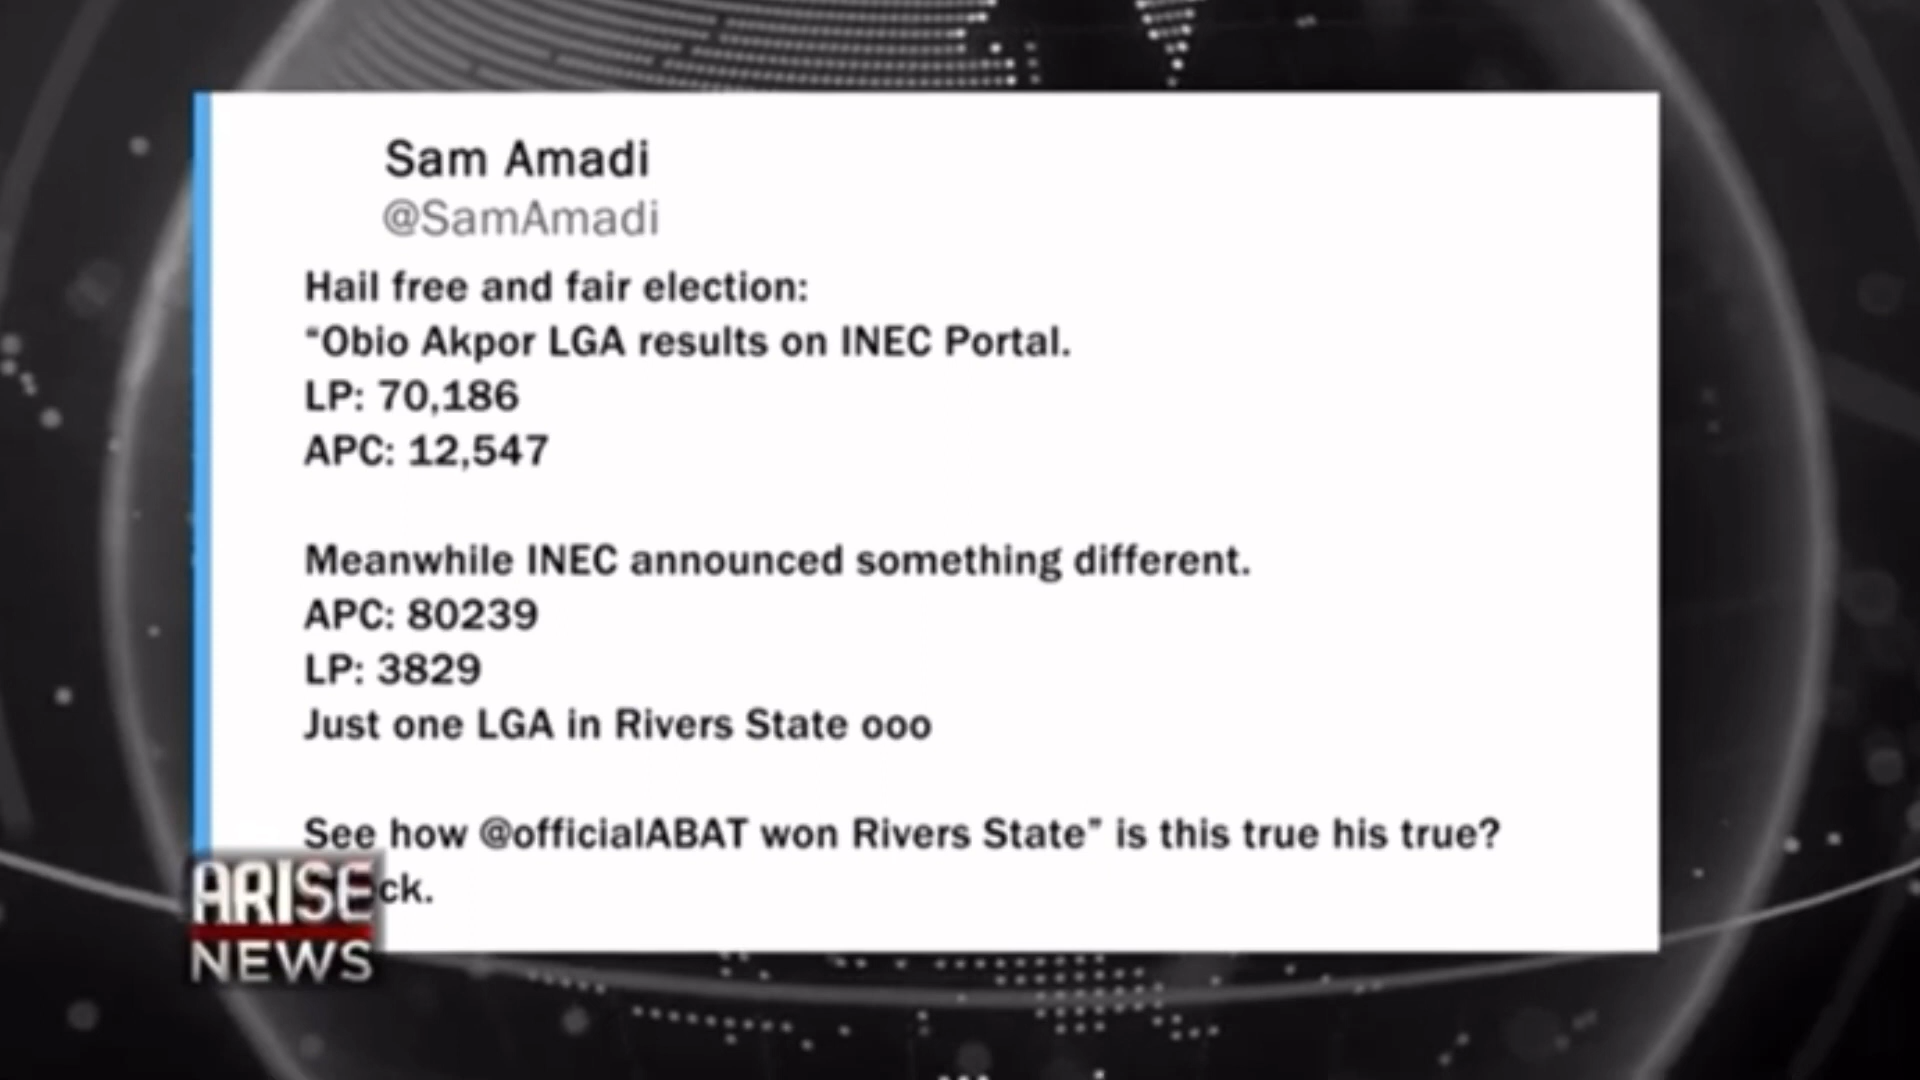 Sam Amadi
@SamAmadi
Hail free and fair election:
“Obio Akpor LGA results on INEC Portal.
LP: 70,186
APC: 12,547
Meanwhile INEC announced something different.
APC: 80239
LP: 3829
Just one LGA in Rivers State ooo
See how @officialABAT won Rivers State” is this true his true?
ck.
ARISE
NEWS